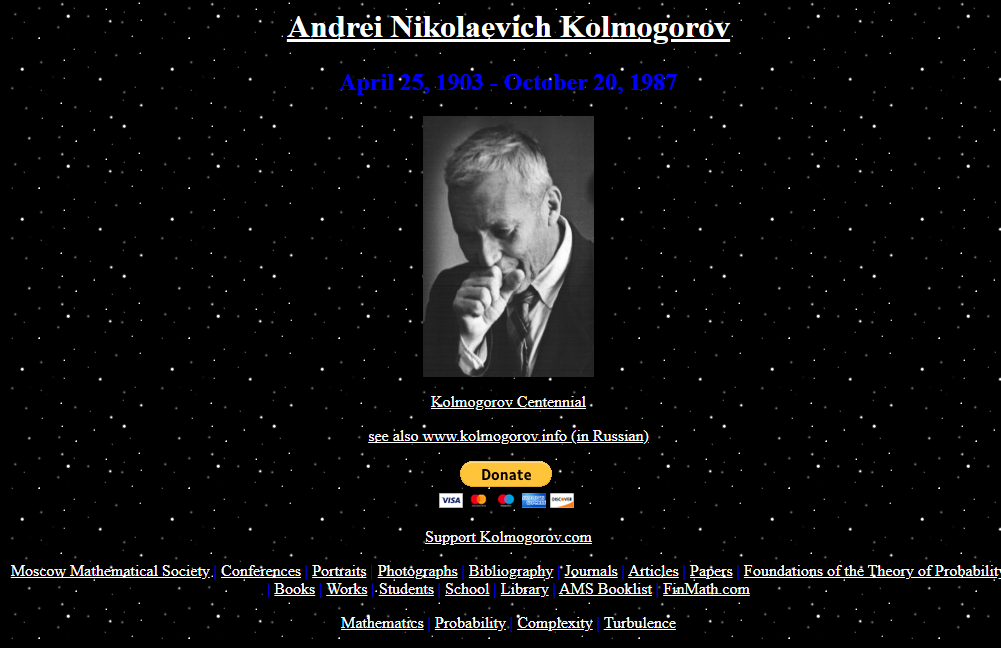 Andrei Nikolaevich Kolmogorov
April 25, 1903 - October 20, 1987
Kolmogorov Centennial
see also www.kolmogorov.info (in Russian)
Donate
VISA
DISCOVER
Support Kolmogorov.com
Moscow Mathematical Society | Conferences | Portraits | Photographs | Bibliography | Journals | Articles | Papers | Foundations of the Theory of Probability
| Books | Works | Students | School | Library | AMS Booklist | FinMath.com
Mathematics | Probability | Complexity | Turbulence